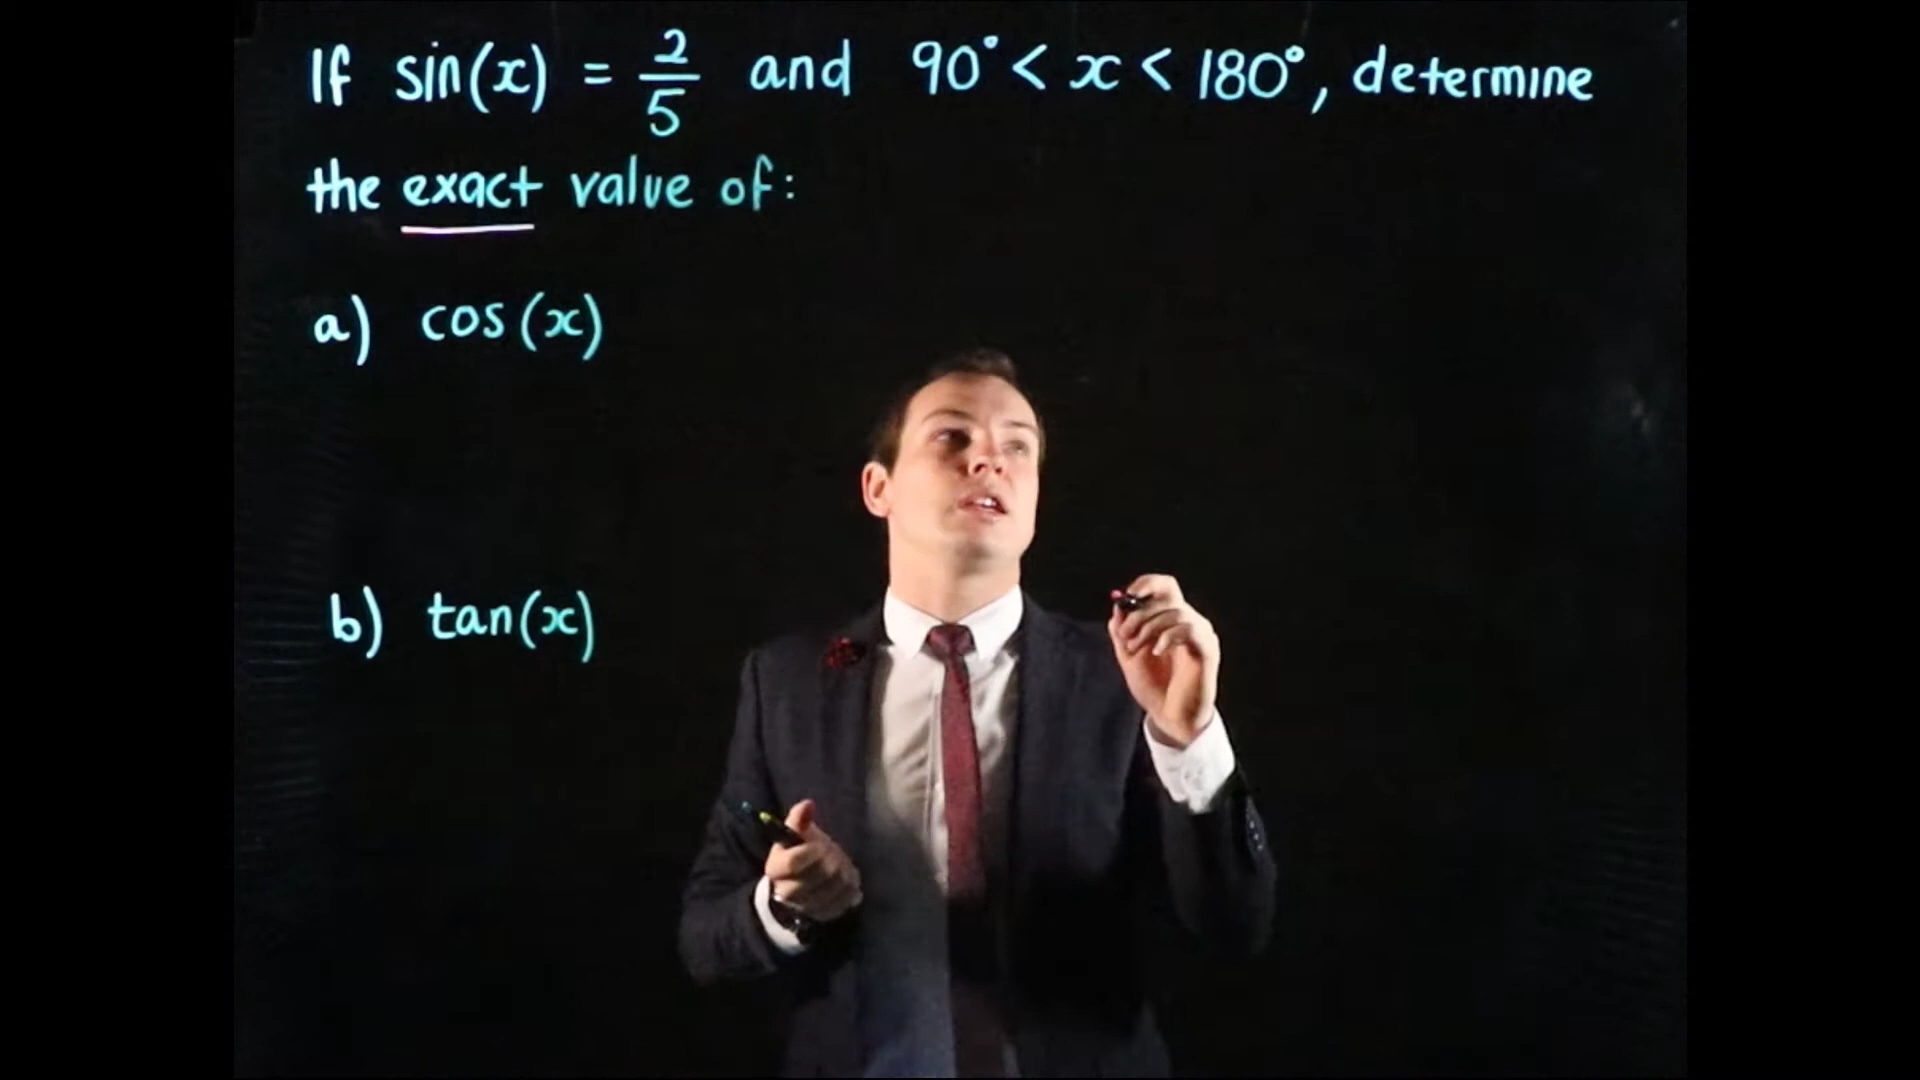 If sin(x) = 2/5 and 90° < x < 180°, determine
the exact value of:
a) cos(x)
b) tan(x)